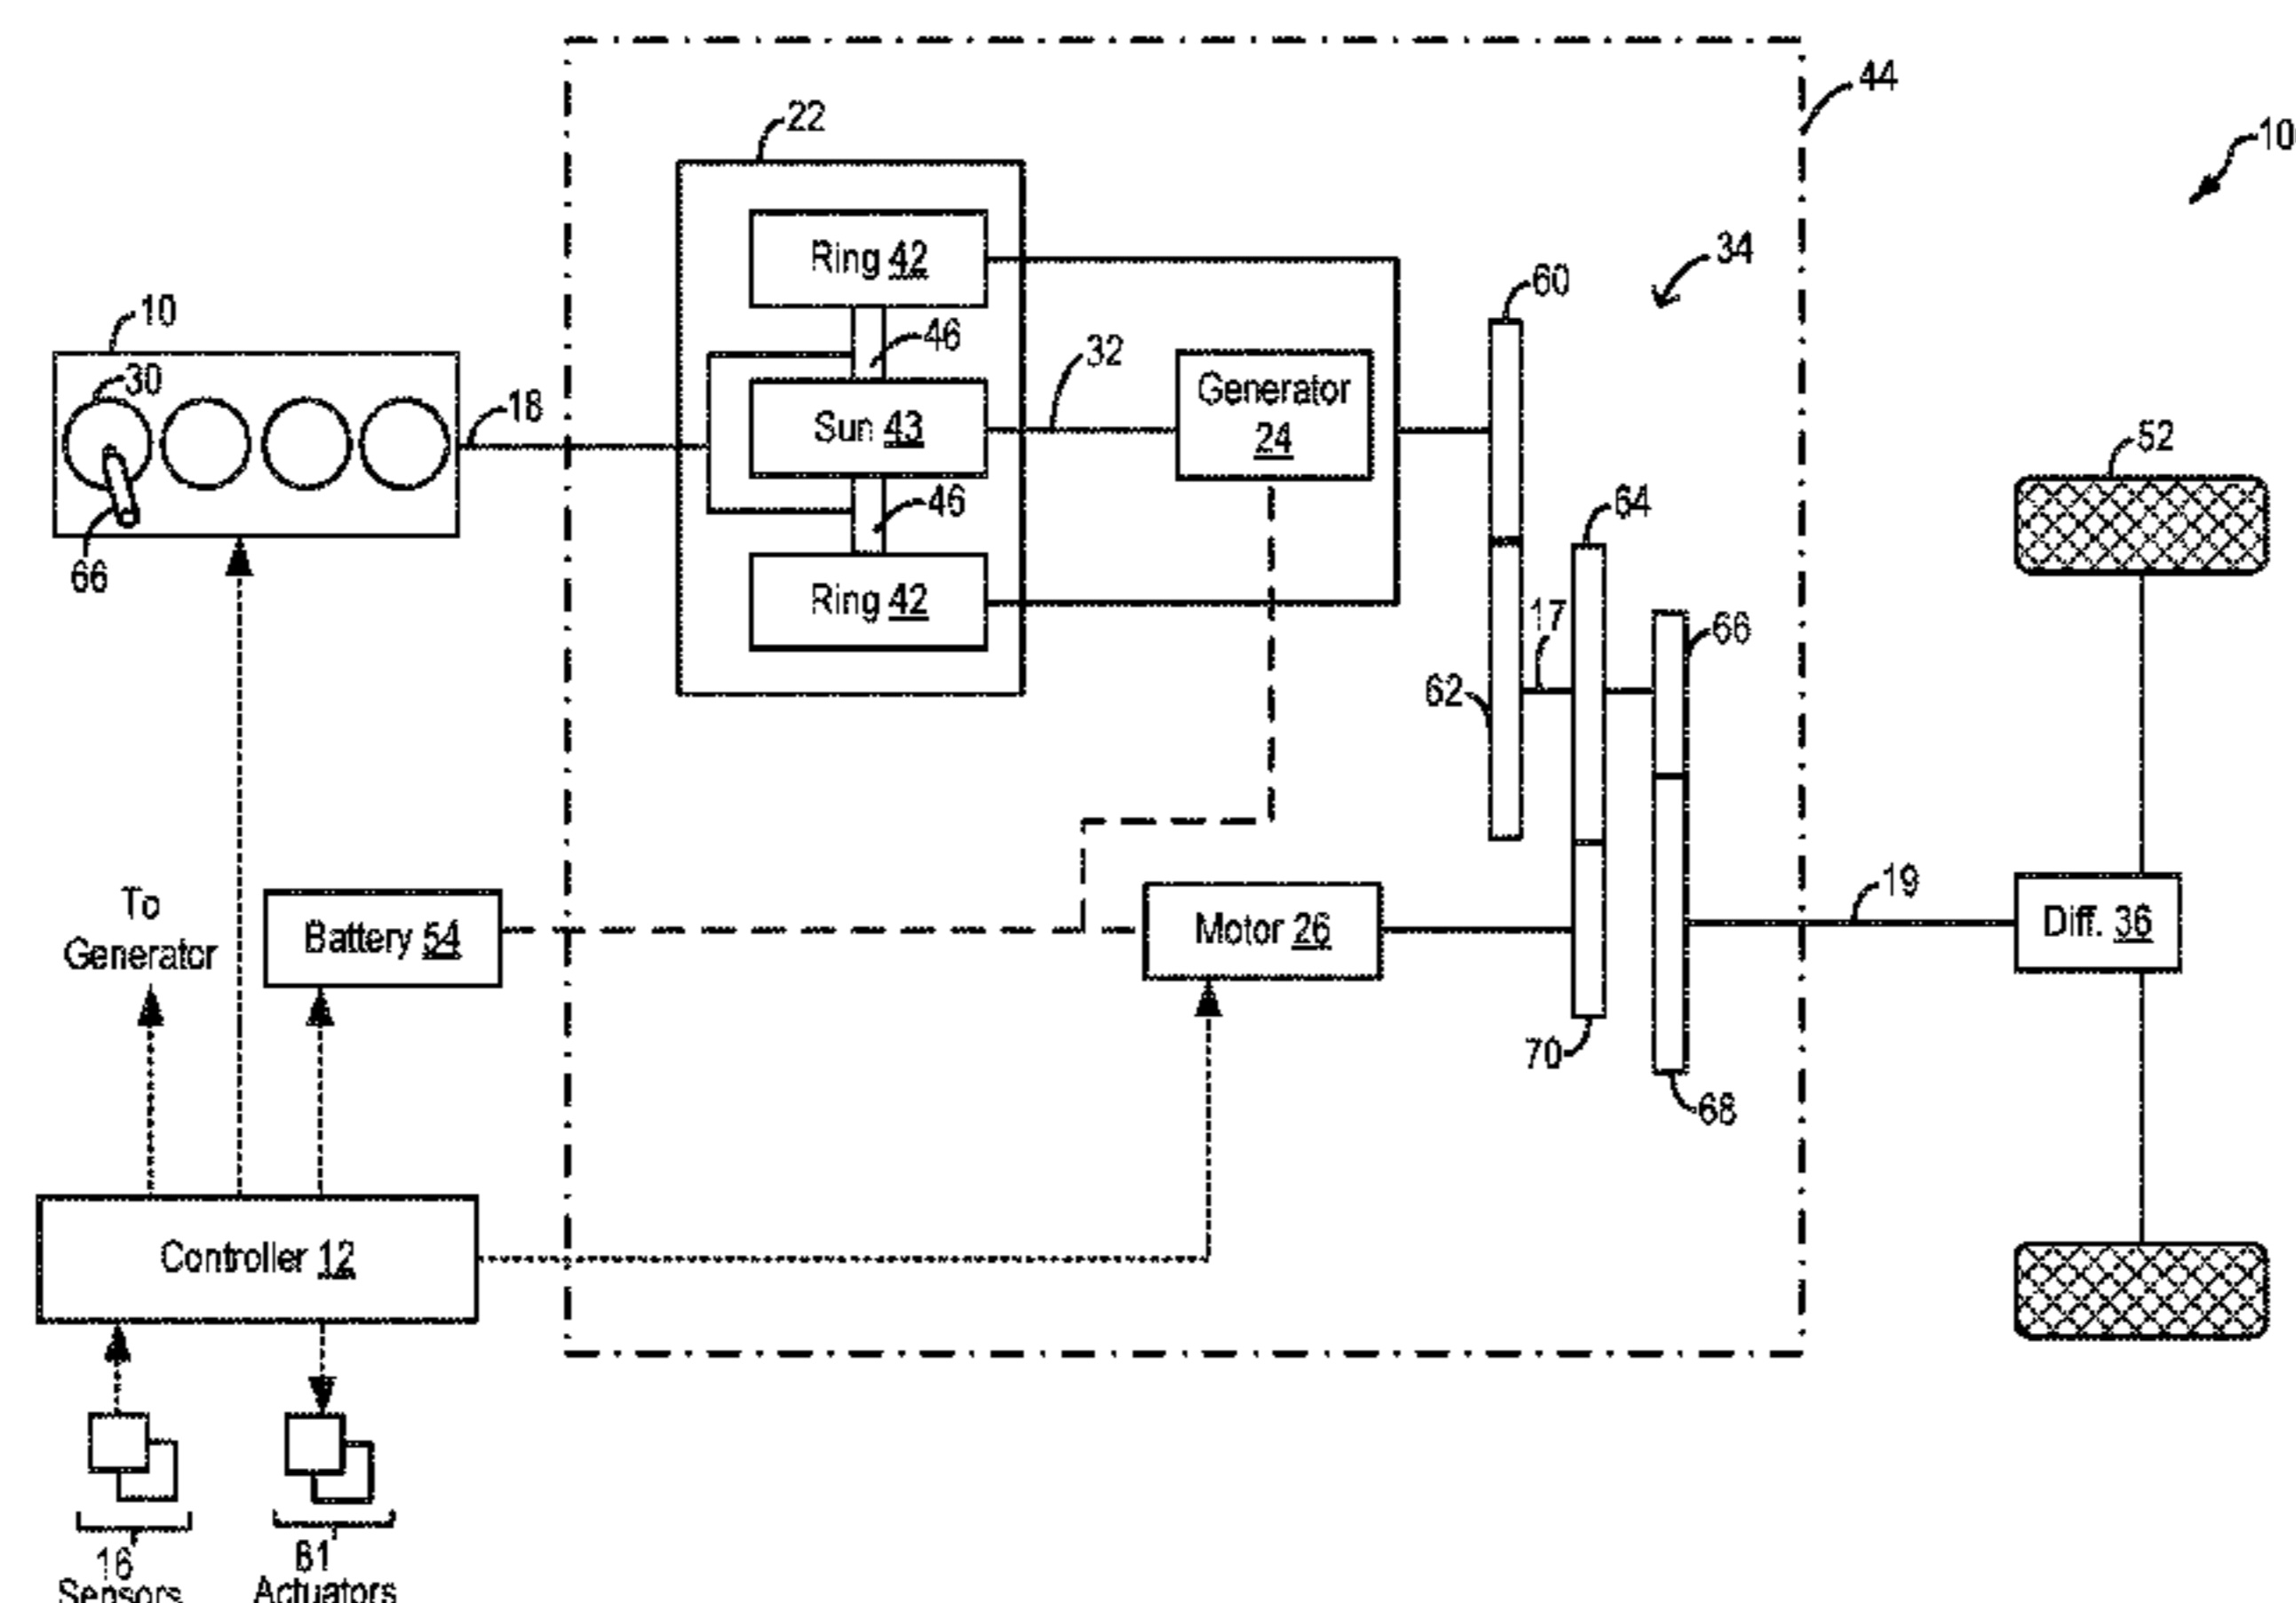 44
22
10
Ring 42
34
60
10
46
32
30
Generator
24
18
Sun 43
52
46
64
66
Ring 42
17
66
62
To
Generator
Battery 54
Motor 26
19
Diff. 36
70
68
Controller 12
16
Sensors
81
Actuators